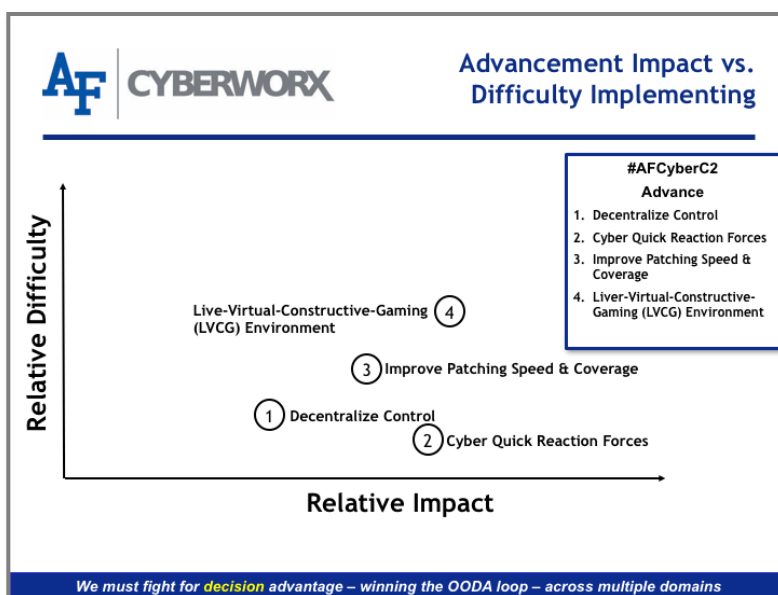 AF CYBERWORX
Advancement Impact vs.
Difficulty Implementing
#AFCyberC2
Advance
1. Decentralize Control
2. Cyber Quick Reaction Forces
3. Improve Patching Speed &
Coverage
4. Liver-Virtual-Constructive-
Gaming (LVCG) Environment
Relative Difficulty
Live-Virtual-Constructive-Gaming
(LVCG) Environment
4
3 Improve Patching Speed & Coverage
1 Decentralize Control
2 Cyber Quick Reaction Forces
Relative Impact
We must fight for decision advantage – winning the OODA loop – across multiple domains